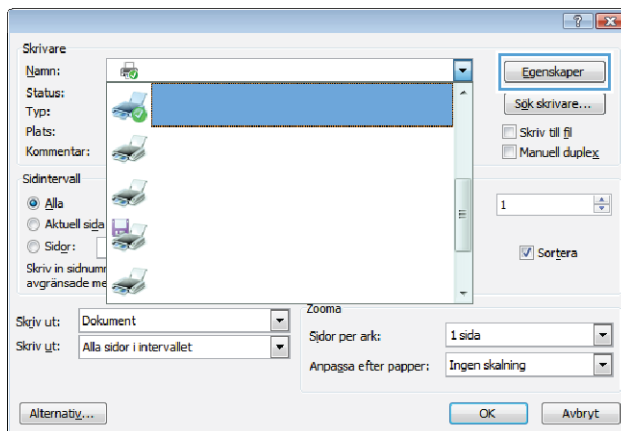 Skrivare
Namn:
Egenskaper
Status:
Sök skrivare...
Typ:
Plats:
Skriv till fil
Kommentar:
Manuell duplex
Sidintervall
Alla
1
Aktuell sida
Sidor:
Sortera
Skriv in sidnumr
avgränsade me
Zooma
Skriv ut: Dokument
Sidor per ark: 1 sida
Skriv ut: Alla sidor i intervallet
Anpassa efter papper: Ingen skalning
Alternativ...
OK
Avbryt